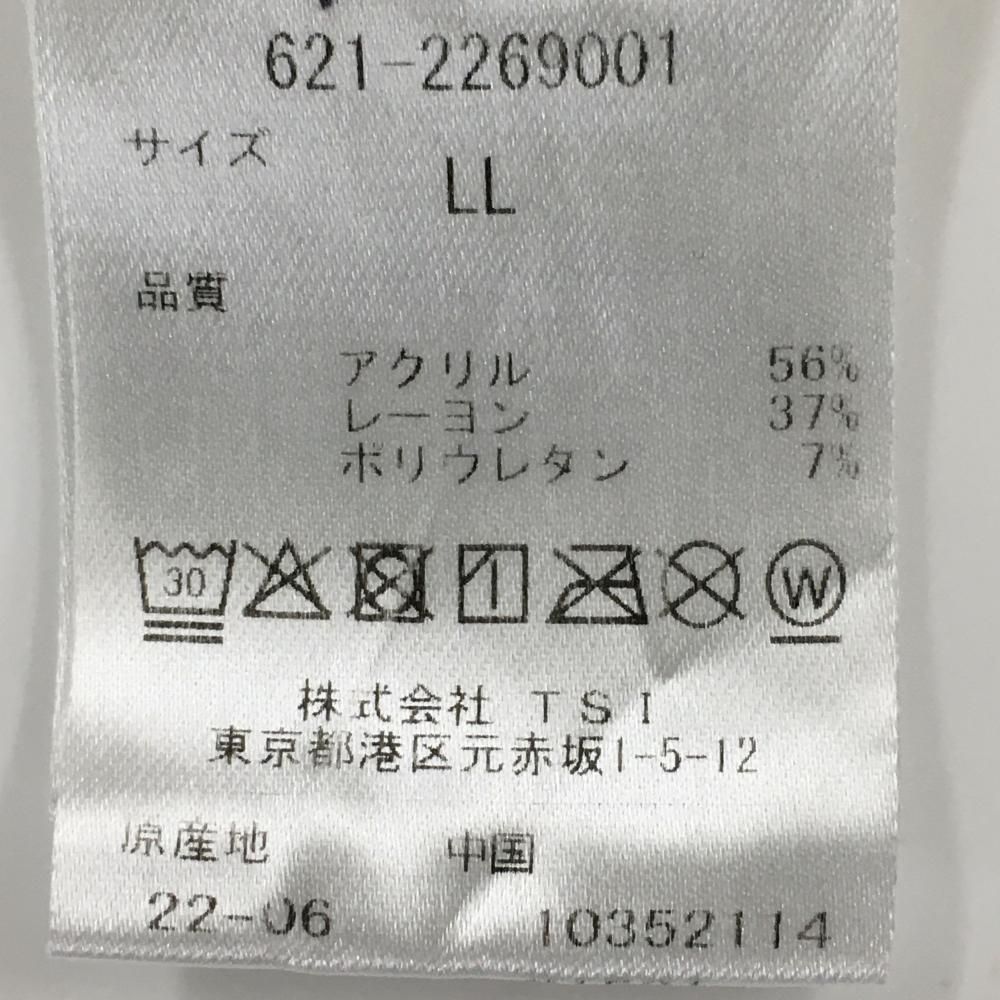 621-2269001
サイズ
LL
品質
アクリル 56%
レーヨン 37%
ポリウレタン 7%
30 W
株式会社 TSI
東京都港区元赤坂1-5-12
原産地 中国
22-06 10352114